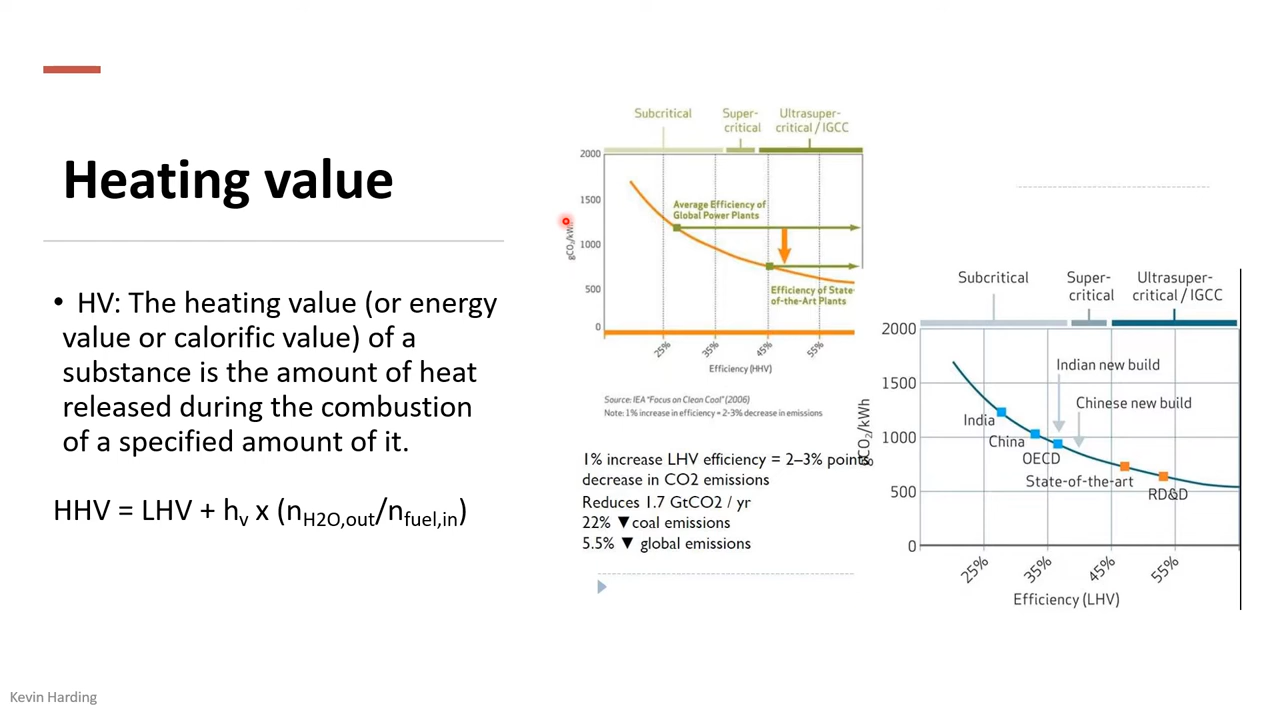 Heating value
• HV: The heating value (or energy
value or calorific value) of a
substance is the amount of heat
released during the combustion
of a specified amount of it.
HHV = LHV + hv x (nH2O,out/nfuel,in)
Subcritical
Super-
critical
Ultrasuper-
critical / IGCC
2000
1500
1000
500
0
gCO₂/kWh
Average Efficiency of
Global Power Plants
Efficiency of State-
of-the-Art Plants
25%
35%
45%
55%
Efficiency (HHV)
Source: IEA "Focus on Clean Coal" (2006)
Note: 1% increase in efficiency = 2-3% decrease in emissions
1% increase LHV efficiency = 2–3% points
decrease in CO2 emissions
Reduces 1.7 GtCO2 / yr
22% ▼coal emissions
5.5% ▼ global emissions
Subcritical
Super-
critical
Ultrasuper-
critical / IGCC
2000
1500
1000
500
0
gCO₂/kWh
Indian new build
Chinese new build
India
China
OECD
State-of-the-art
RD&D
25%
35%
45%
55%
Efficiency (LHV)
Kevin Harding